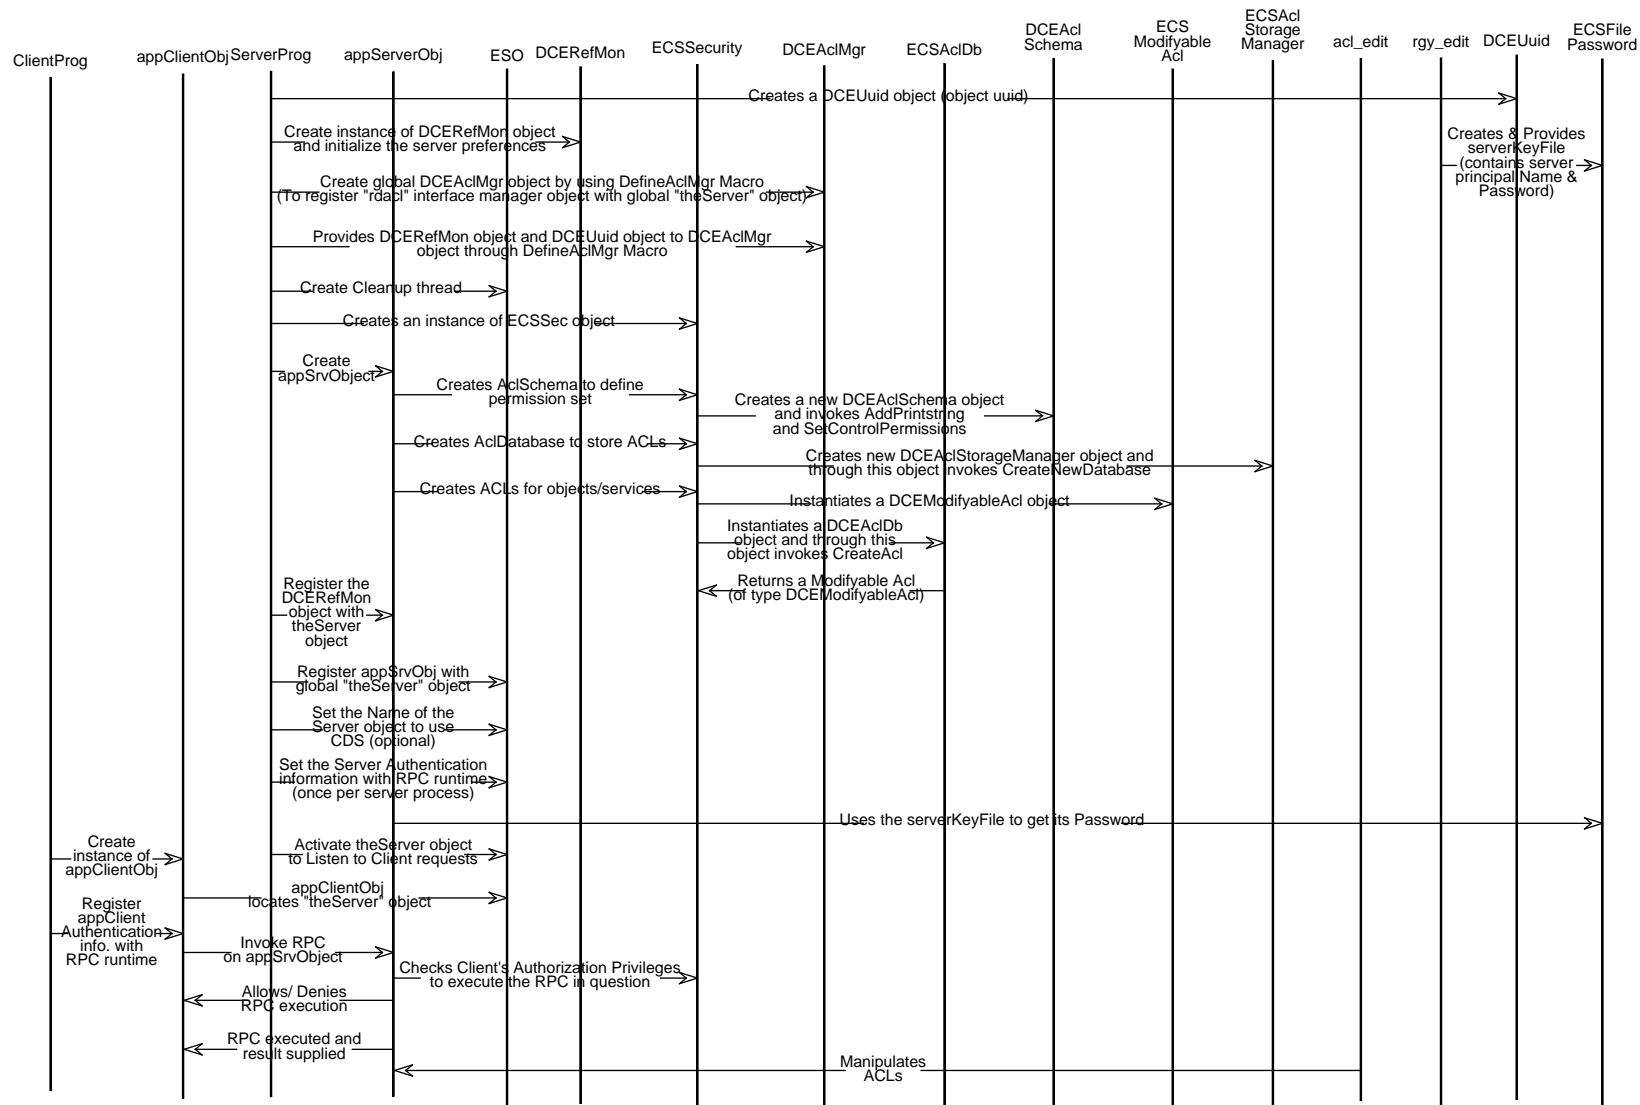 ClientProg
appClientObj
ServerProg
appServerObj
ESO
DCERefMon
ECSSecurity
DCEAclMgr
ECSAclDb
DCEAcl
Schema
ECS
Modifyable
Acl
ECSAcl
Storage
Manager
acl_edit
rgy_edit
DCEUuid
ECSFile
Password
Creates a DCEUuid object (object uuid)
Create instance of DCERefMon object
and initialize the server preferences
Creates & Provides
serverKeyFile
(contains server
principal Name &
Password)
Create global DCEAclMgr object by using DefineAclMgr Macro
(To register "rdacl" interface manager object with global "theServer" object)
Provides DCERefMon object and DCEUuid object to DCEAclMgr
object through DefineAclMgr Macro
Create Cleanup thread
Creates an instance of ECSSec object
Create
appSrvObject
Creates AclSchema to define
permission set
Creates a new DCEAclSchema object
and invokes AddPrintstring
and SetControlPermissions
Creates AclDatabase to store ACLs
Creates new DCEAclStorageManager object and
through this object invokes CreateNewDatabase
Creates ACLs for objects/services
Instantiates a DCEModifyableAcl object
Instantiates a DCEAclDb
object and through this
object invokes CreateAcl
Returns a Modifyable Acl
(of type DCEModifyableAcl)
Register the
DCERefMon
object with
theServer
object
Register appSrvObj with
global "theServer" object
Set the Name of the
Server object to use
CDS (optional)
Set the Server Authentication
information with RPC runtime
(once per server process)
Uses the serverKeyFile to get its Password
Create
instance of
appClientObj
Activate theServer object
to Listen to Client requests
appClientObj
locates "theServer" object
Register
appClient
Authentication
info. with
RPC runtime
Invoke RPC
on appSrvObject
Checks Client's Authorization Privileges
to execute the RPC in question
Allows/ Denies
RPC execution
RPC executed and
result supplied
Manipulates
ACLs